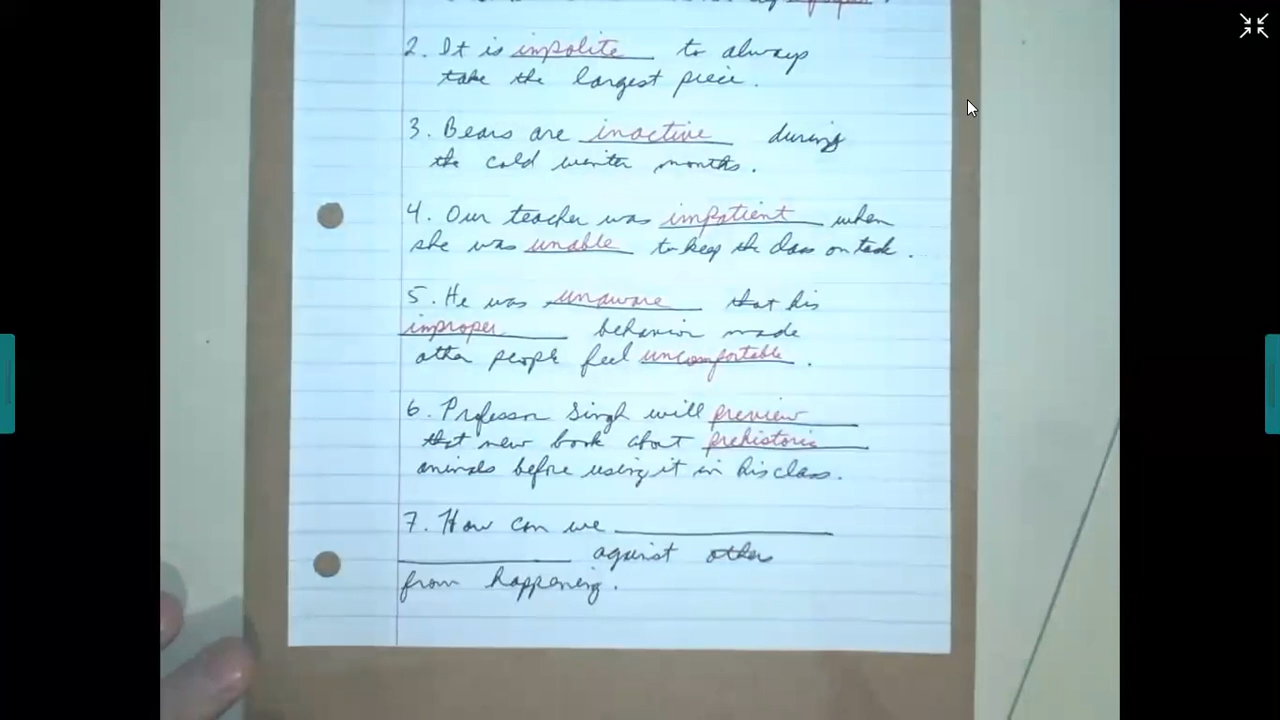 2. It is impolite to always
take the largest piece.
3. Bears are inactive during
the cold winter months.
4. Our teacher was impatient when
she was unable to keep the class on task.
5. He was unaware that his
improper behavior made
other people feel uncomfortable.
6. Professor Singh will preview
that new book about prehistoric
animals before using it in his class.
7. How can we
against other
from happening.